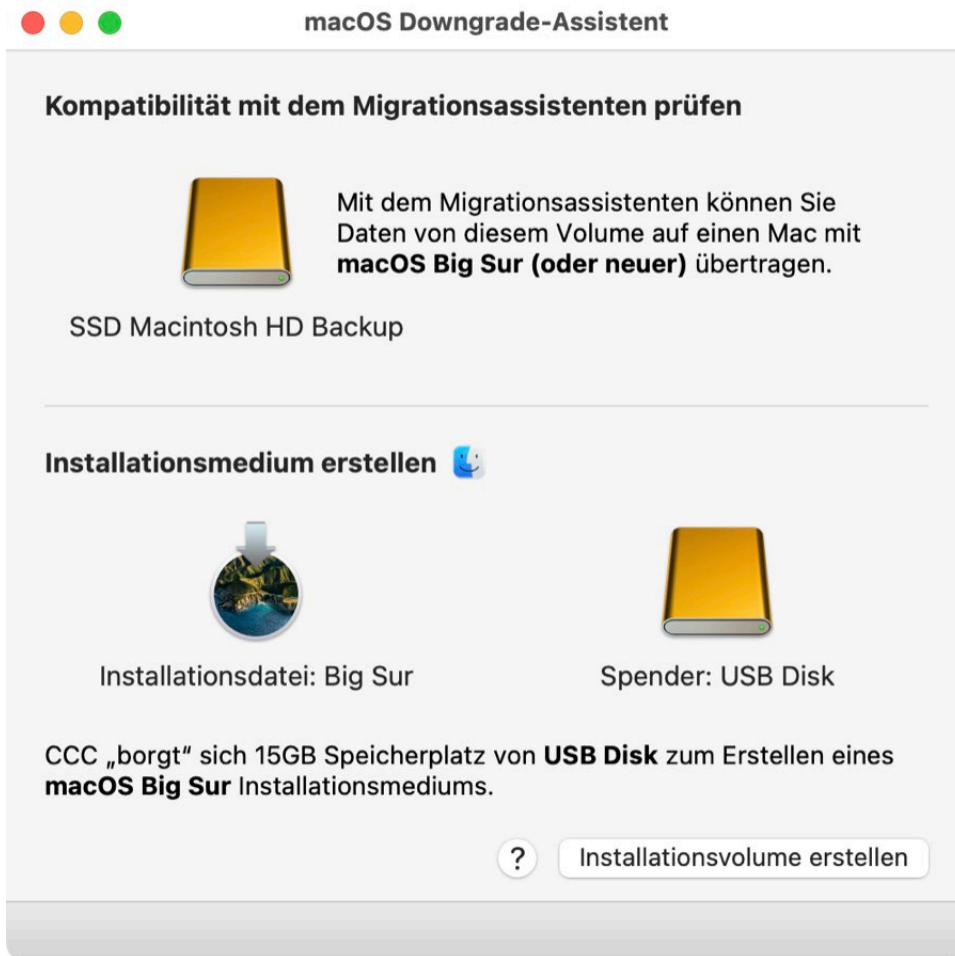 macOS Downgrade-Assistent
Kompatibilität mit dem Migrationsassistenten prüfen
Mit dem Migrationsassistenten können Sie
Daten von diesem Volume auf einen Mac mit
macOS Big Sur (oder neuer) übertragen.
SSD Macintosh HD Backup
Installationsmedium erstellen
Installationsdatei: Big Sur
Spender: USB Disk
CCC „borgt“ sich 15GB Speicherplatz von USB Disk zum Erstellen eines
macOS Big Sur Installationsmediums.
? Installationsvolume erstellen